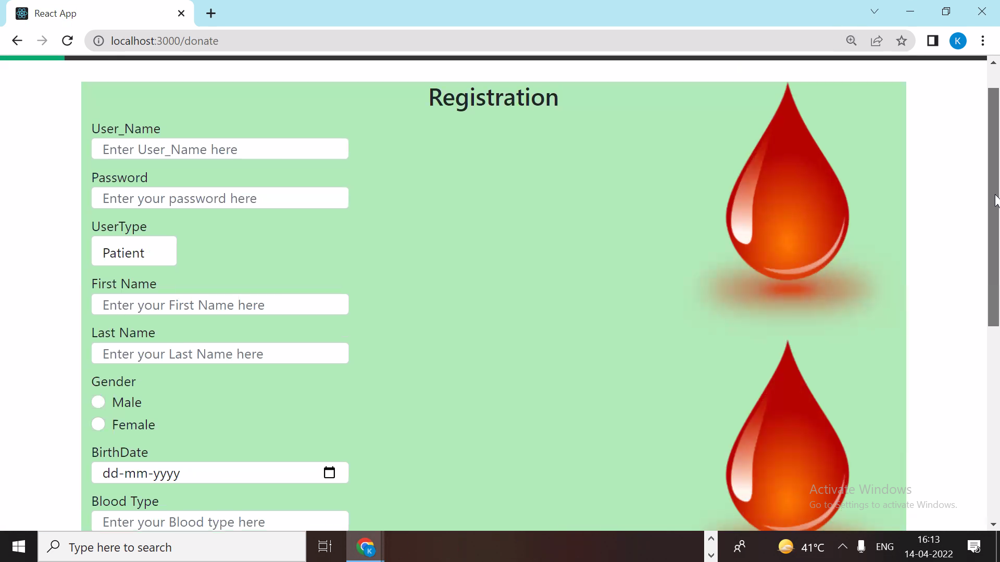 React App
localhost:3000/donate
K
Registration
User_Name
Enter User_Name here
Password
Enter your password here
UserType
Patient
First Name
Enter your First Name here
Last Name
Enter your Last Name here
Gender
Male
Female
BirthDate
dd-mm-yyyy
Blood Type
Enter your Blood type here
Activate Windows
Go to Settings to activate Windows.
Type here to search
K
41°C
ENG
16:13
14-04-2022